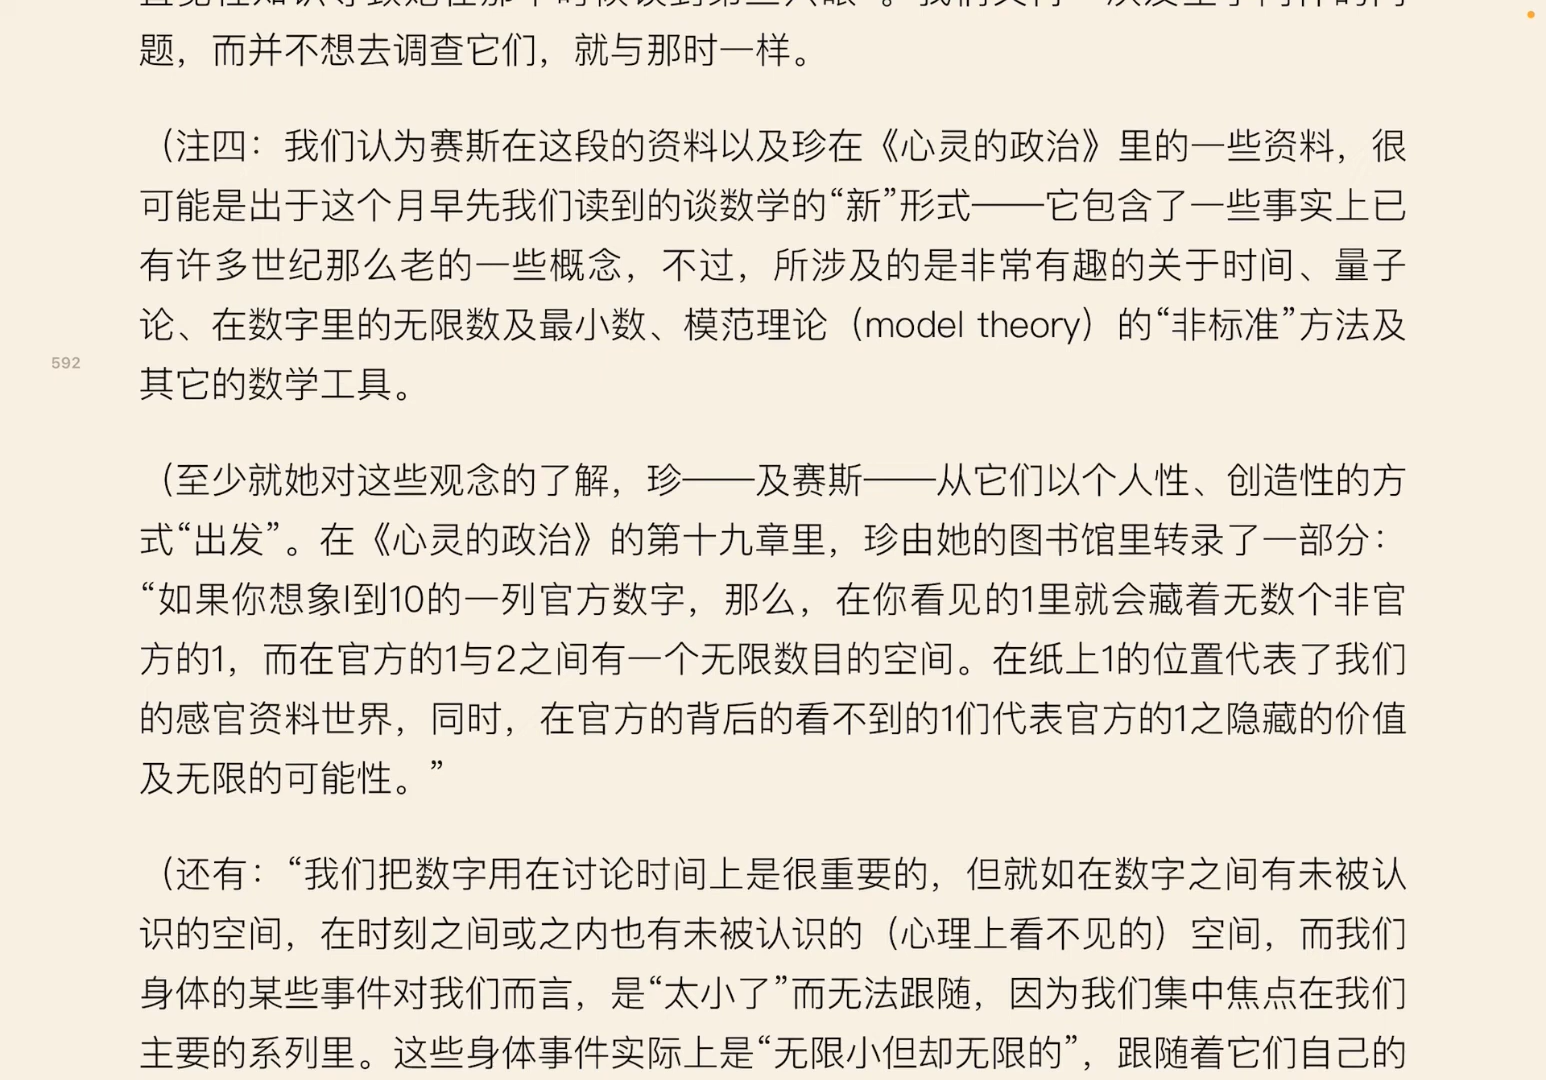 题，而并不想去调查它们，就与那时一样。
（注四：我们认为赛斯在这段的资料以及珍在《心灵的政治》里的一些资料，很
可能是出于这个月早先我们读到的谈数学的“新”形式——它包含了一些事实上已
有许多世纪那么老的一些概念，不过，所涉及的是非常有趣的关于时间、量子
论、在数字里的无限数及最小数、模范理论（model theory）的“非标准”方法及
592
其它的数学工具。
（至少就她对这些观念的了解，珍——及赛斯——从它们以个人性、创造性的方
式“出发”。在《心灵的政治》的第十九章里，珍由她的图书馆里转录了一部分：
“如果你想象l到10的一列官方数字，那么，在你看见的1里就会藏着无数个非官
方的1，而在官方的1与2之间有一个无限数目的空间。在纸上1的位置代表了我们
的感官资料世界，同时，在官方的背后的看不到的1们代表官方的1之隐藏的价值
及无限的可能性。”
（还有：“我们把数字用在讨论时间上是很重要的，但就如在数字之间有未被认
识的空间，在时刻之间或之内也有未被认识的（心理上看不见的）空间，而我们
身体的某些事件对我们而言，是“太小了”而无法跟随，因为我们集中焦点在我们
主要的系列里。这些身体事件实际上是“无限小但却无限的”，跟随着它们自己的